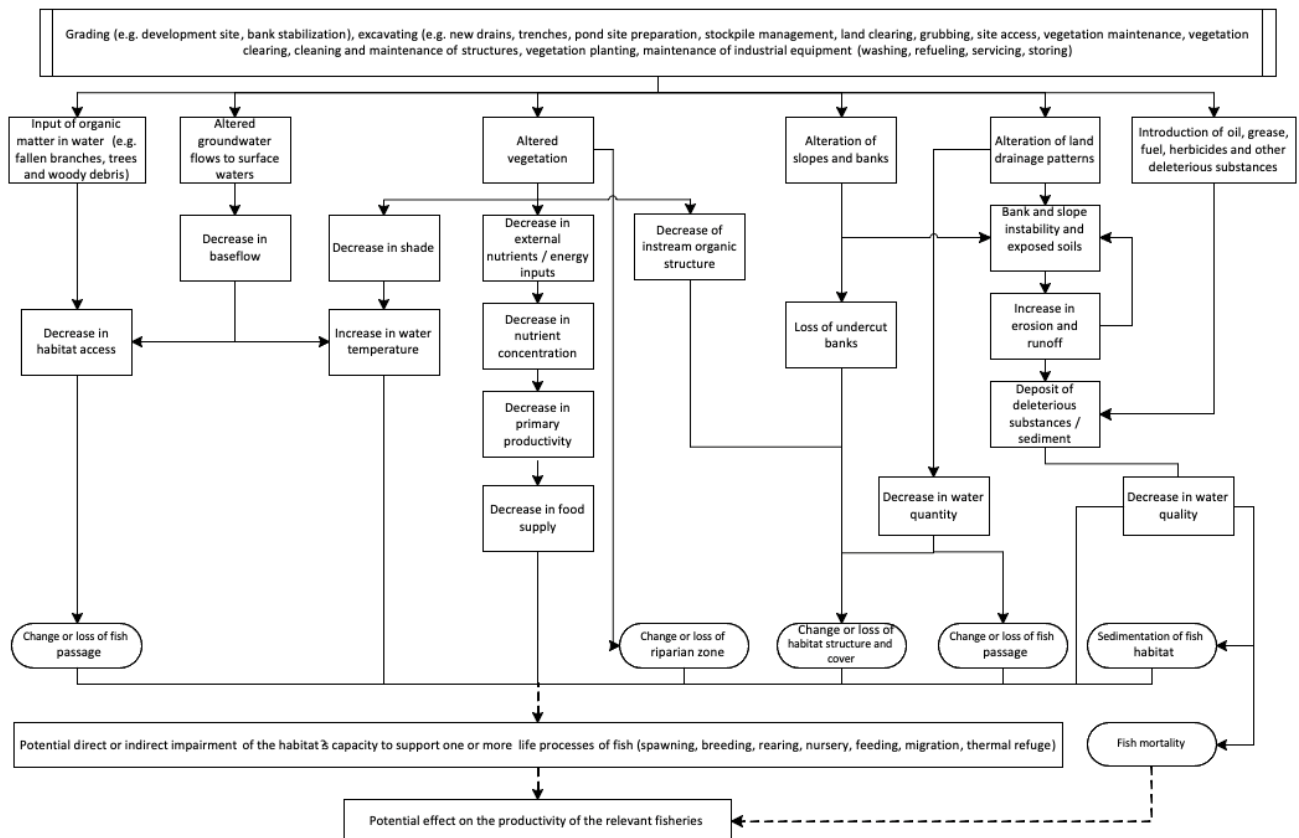 Grading (e.g. development site, bank stabilization), excavating (e.g. new drains, trenches, pond site preparation, stockpile management, land clearing, grubbing, site access, vegetation maintenance, vegetation
clearing, cleaning and maintenance of structures, vegetation planting, maintenance of industrial equipment (washing, refueling, servicing, storing)
Input of organic
matter in water (e.g.
fallen branches, trees
and woody debris)
Altered
groundwater
flows to surface
waters
Altered
vegetation
Alteration of
slopes and banks
Alteration of land
drainage patterns
Introduction of oil, grease,
fuel, herbicides and other
deleterious substances
Decrease in
baseflow
Decrease in shade
Decrease in
external
nutrients / energy
inputs
Decrease of
instream organic
structure
Bank and slope
instability and
exposed soils
Decrease in
habitat access
Increase in water
temperature
Decrease in
nutrient
concentration
Loss of undercut
banks
Increase in
erosion and
runoff
Decrease in
primary
productivity
Deposit of
deleterious
substances /
sediment
Decrease in food
supply
Decrease in water
quantity
Decrease in water
quality
Change or loss of fish
passage
Change or loss of
riparian zone
Change or loss of
habitat structure and
cover
Change or loss of fish
passage
Sedimentation of fish
habitat
Potential direct or indirect impairment of the habitat?s capacity to support one or more life processes of fish (spawning, breeding, rearing, nursery, feeding, migration, thermal refuge)
Fish mortality
Potential effect on the productivity of the relevant fisheries